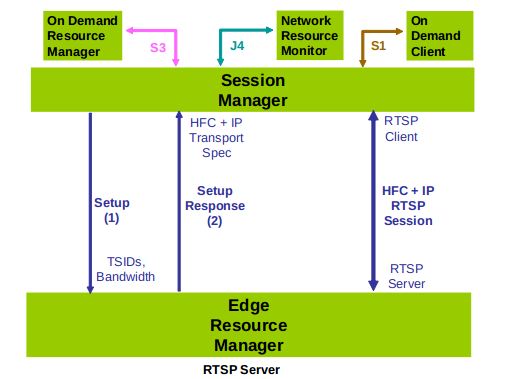 On Demand
Resource
Manager
S3
J4
Network
Resource
Monitor
S1
On
Demand
Client
Session
Manager
HFC + IP
Transport
Spec
RTSP
Client
Setup
(1)
Setup
Response
(2)
HFC + IP
RTSP
Session
TSIDs,
Bandwidth
RTSP
Server
Edge
Resource
Manager
RTSP Server